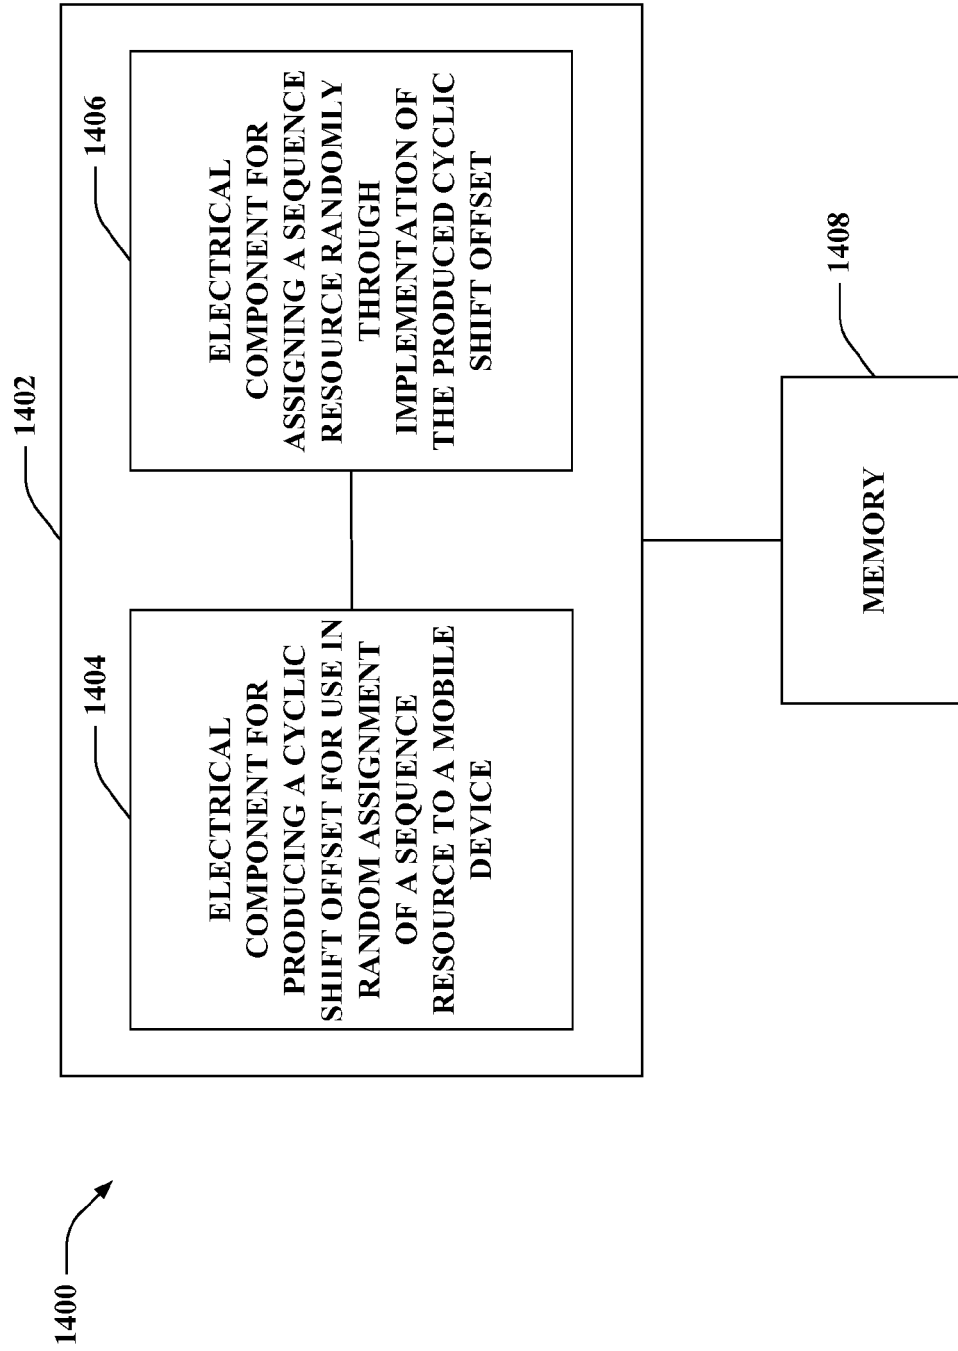 1400
1402
1404
ELECTRICAL
COMPONENT FOR
PRODUCING A CYCLIC
SHIFT OFFSET FOR USE IN
RANDOM ASSIGNMENT
OF A SEQUENCE
RESOURCE TO A MOBILE
DEVICE
1406
ELECTRICAL
COMPONENT FOR
ASSIGNING A SEQUENCE
RESOURCE RANDOMLY
THROUGH
IMPLEMENTATION OF
THE PRODUCED CYCLIC
SHIFT OFFSET
1408
MEMORY